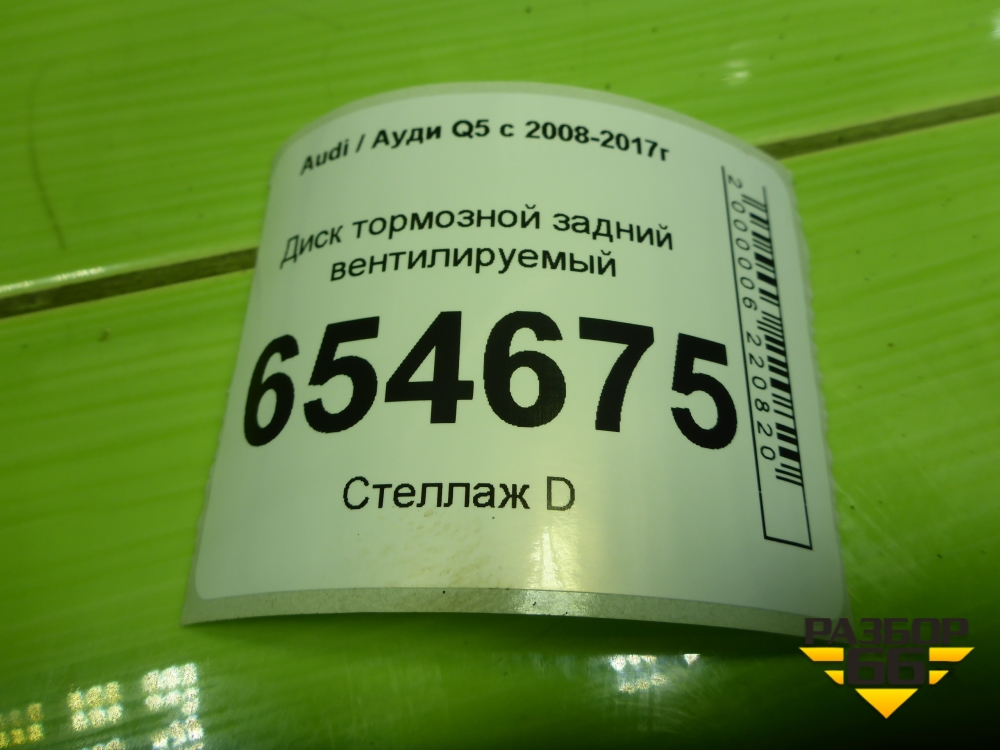 Audi / Ауди Q5 с 2008-2017г
Диск тормозной задний
вентилируемый
654675
Стеллаж D
2000006220820
РАЗБОР
66